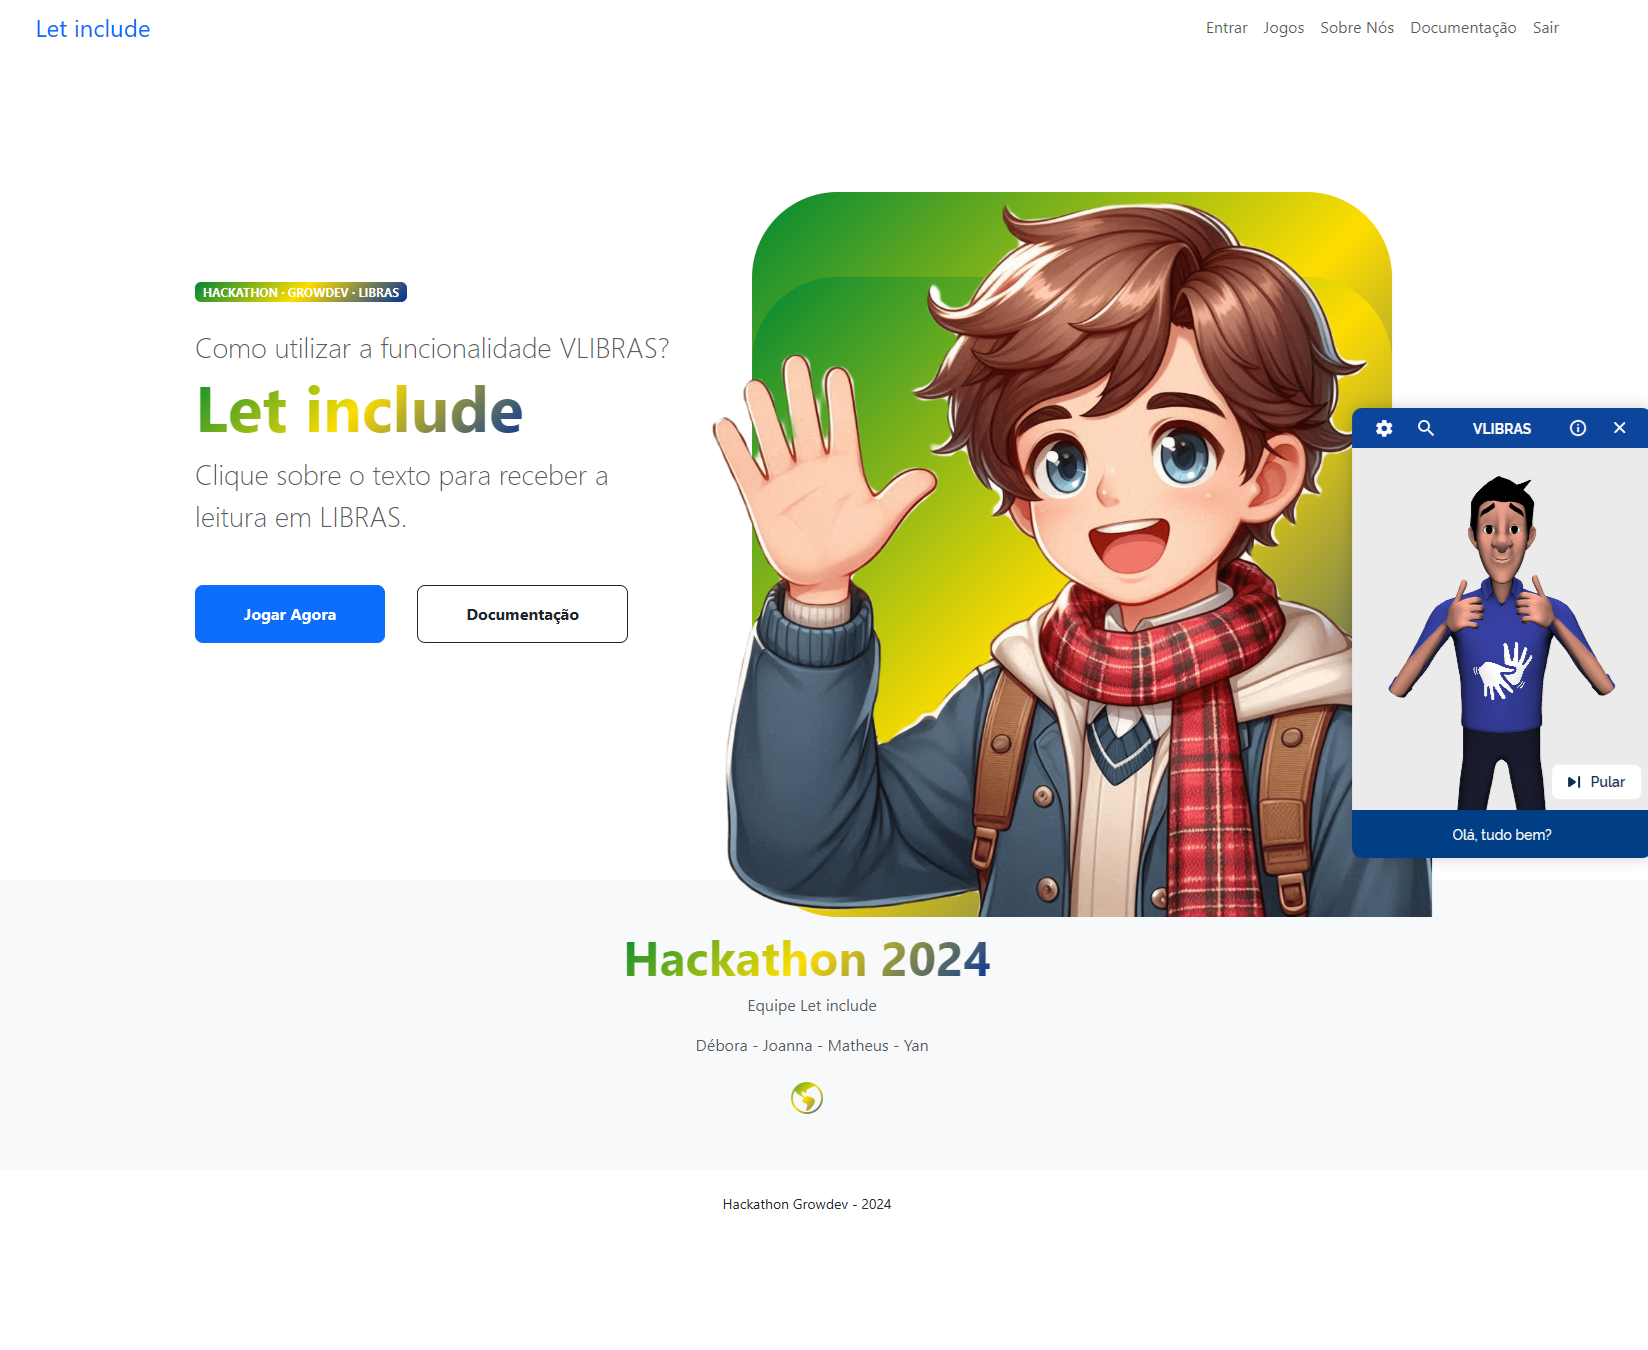 Let include
Entrar Jogos Sobre Nós Documentação Sair
HACKATHON · GROWDEV · LIBRAS
Como utilizar a funcionalidade VLIBRAS?
Let include
Clique sobre o texto para receber a
leitura em LIBRAS.
Jogar Agora
Documentação
VLIBRAS
Pular
Olá, tudo bem?
Hackathon 2024
Equipe Let include
Débora - Joanna - Matheus - Yan
Hackathon Growdev - 2024